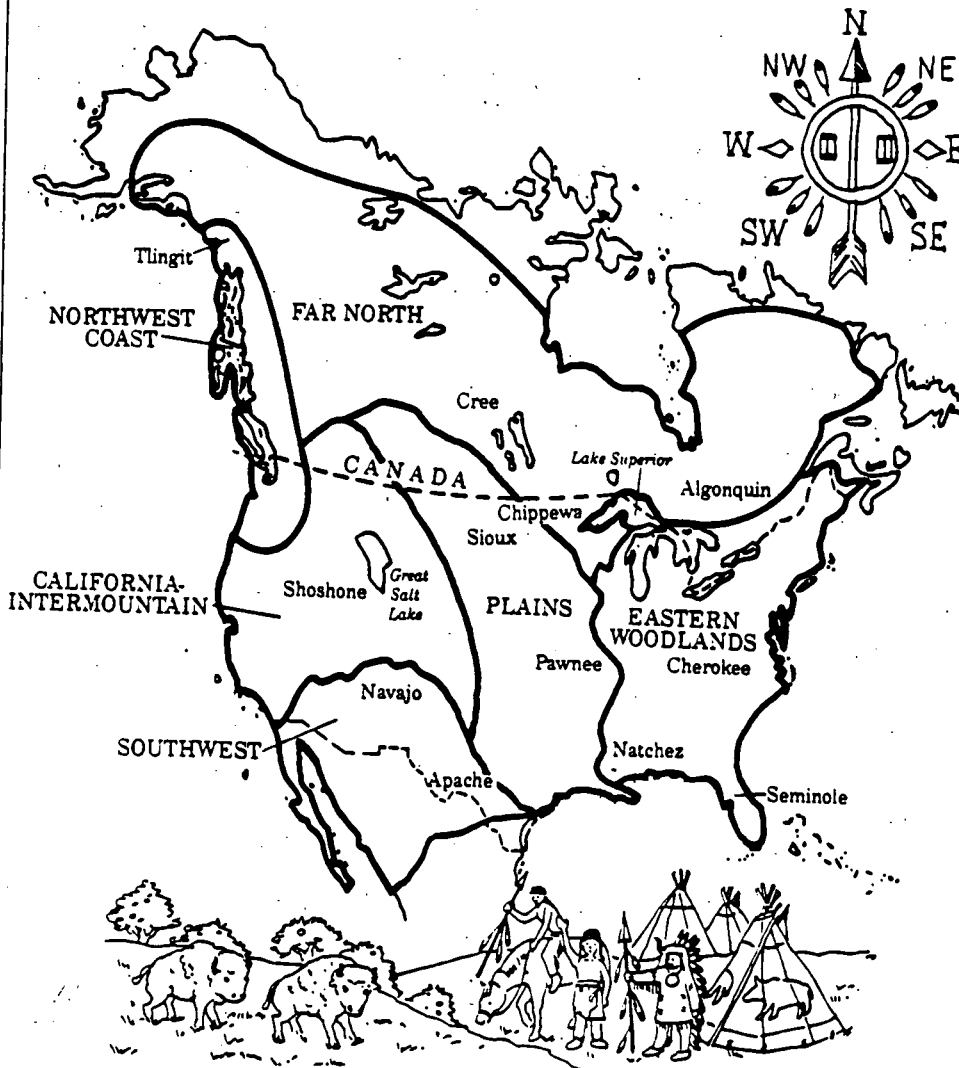 N
NW
NE
W
E
SW
SE
Tlingit
NORTHWEST
COAST
FAR NORTH
Cree
Lake Superior
CANADA
Algonquin
Chippewa
Sioux
CALIFORNIA-
INTERMOUNTAIN
Shoshone
Great
Salt
Lake
PLAINS
EASTERN
WOODLANDS
Pawnee
Cherokee
Navajo
SOUTHWEST
Apache
Natchez
Seminole